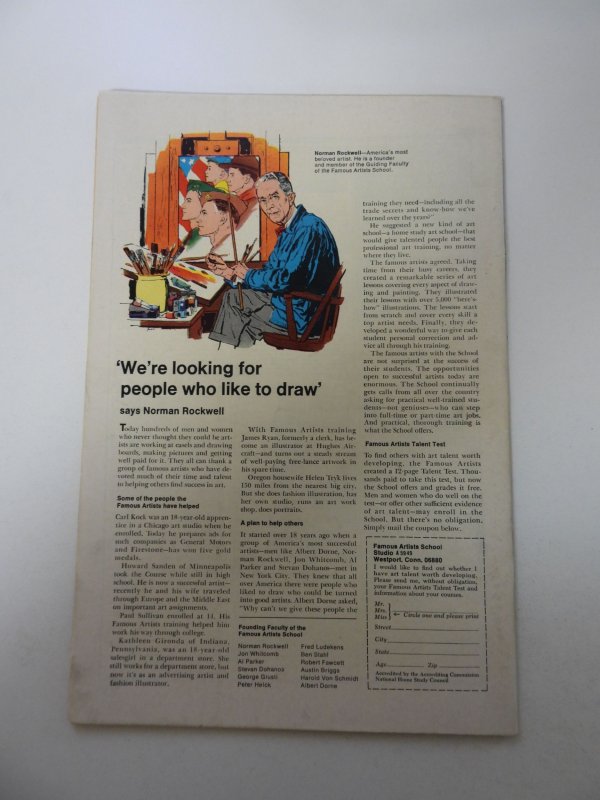 Norman Rockwell—America's most
beloved artist. He is a founder
and member of the Guiding Faculty
of the Famous Artists School.
'We're looking for
people who like to draw'
says Norman Rockwell
Today hundreds of men and women
who never thought they could be art-
ists are working at easels and drawing
boards, making pictures and getting
well paid for it. They all can thank a
group of famous artists who have de-
voted much of their time and talent
to helping others find success in art.
Some of the people the
Famous Artists have helped
Carl Kock was an 18-year-old appren-
tice in a Chicago art studio when he
enrolled. Today he prepares ads for
such companies as General Motors
and Firestone—has won five gold
medals.
Howard Sanden of Minneapolis
took the Course while still in high
school. He is now a successful artist—
recently he and his wife traveled
through Europe and the Middle East
on important art assignments.
Paul Sullivan enrolled at 14. His
Famous Artists training helped him
work his way through college.
Kathleen Gironda of Indiana,
Pennsylvania, was an 18-year-old
salesgirl in a department store. She
still works for a department store, but
now it's as an advertising artist and
fashion illustrator.
With Famous Artists training
James Ryan, formerly a clerk, has be-
come an illustrator at Hughes Air-
craft—and turns out a steady stream
of well-paying free-lance artwork in
his spare time.
Oregon housewife Helen Tryk lives
150 miles from the nearest big city.
But she does fashion illustration, has
her own studio, runs an art work
shop, does portraits.
A plan to help others
It started over 18 years ago when a
group of America's most successful
artists—men like Albert Dorne, Nor-
man Rockwell, Jon Whitcomb, Al
Parker and Stevan Dohanos—met in
New York City. They knew that all
over America there were people who
liked to draw who could be turned
into good artists. Albert Dorne asked,
"Why can't we give these people the
Founding Faculty of the
Famous Artists School
Norman Rockwell
Jon Whitcomb
Al Parker
Stevan Dohanos
George Giusti
Peter Helck
Fred Ludekens
Ben Stahl
Robert Fawcett
Austin Briggs
Harold Von Schmidt
Albert Dorne
training they need—including all the
trade secrets and know-how we've
learned over the years?"
He suggested a new kind of art
school—a home study art school—that
would give talented people the best
professional art training, no matter
where they live.
The famous artists agreed. Taking
time from their busy careers, they
created a remarkable series of art
lessons covering every aspect of draw-
ing and painting. They illustrated
their lessons with over 5,000 "here's-
how" illustrations. The lessons start
from scratch and cover every skill a
top artist needs. Finally, they de-
veloped a wonderful way to give each
student personal correction and ad-
vice all through his training.
The famous artists with the School
are not surprised at the success of
their students. The opportunities
open to successful artists today are
enormous. The School continually
gets calls from all over the country
asking for practical well-trained stu-
dents—not geniuses—who can step
into full-time or part-time art jobs.
And practical, thorough training is
what the School offers.
Famous Artists Talent Test
To find others with art talent worth
developing, the Famous Artists
created a 12-page Talent Test. Thou-
sands paid to take this test, but now
the School offers and grades it free.
Men and women who do well on the
test—or offer other sufficient evidence
of art talent—may enroll in the
School. But there's no obligation.
Simply mail the coupon below.
Famous Artists School
Studio
Westport, Conn. 06880
I would like to find out whether I
have art talent worth developing.
Please send me, without obligation,
your Famous Artists Talent Test and
information about your courses.
Mr.
Mrs.
Miss ← Circle one and please print
Street
City
State
Age Zip
Accredited by the Accrediting Commission
National Home Study Council